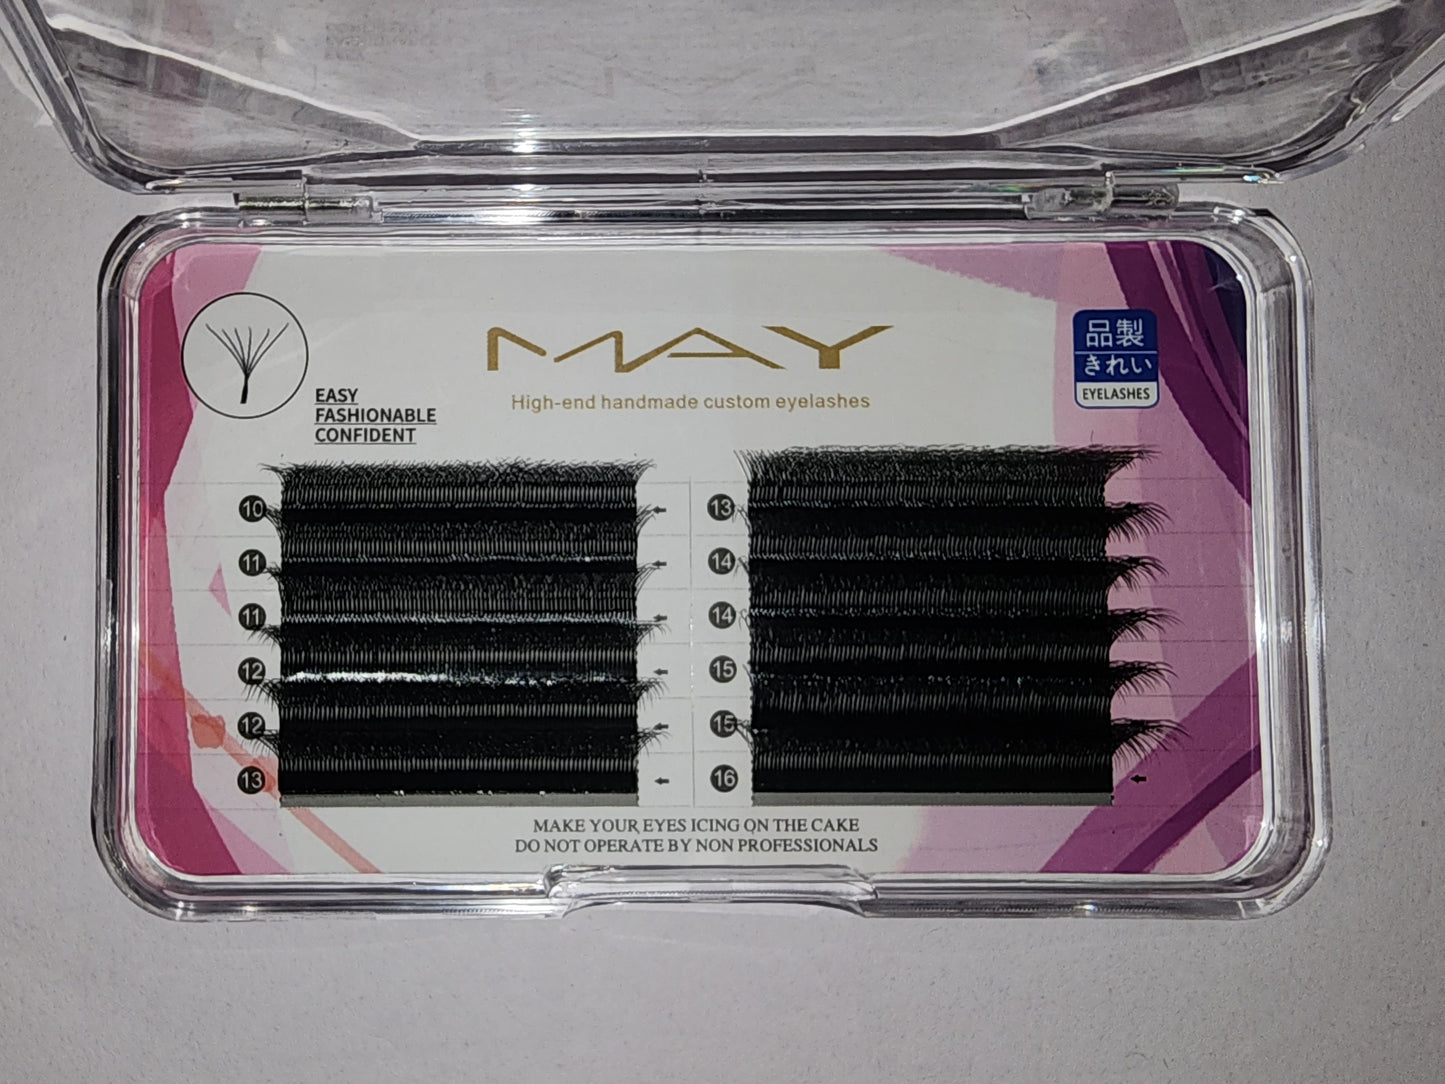 MAY
High-end handmade custom eyelashes
EASY
FASHIONABLE
CONFIDENT
品製
きれい
EYELASHES
10
11
11
12
12
13
13
14
14
15
15
16
MAKE YOUR EYES ICING ON THE CAKE
DO NOT OPERATE BY NON PROFESSIONALS